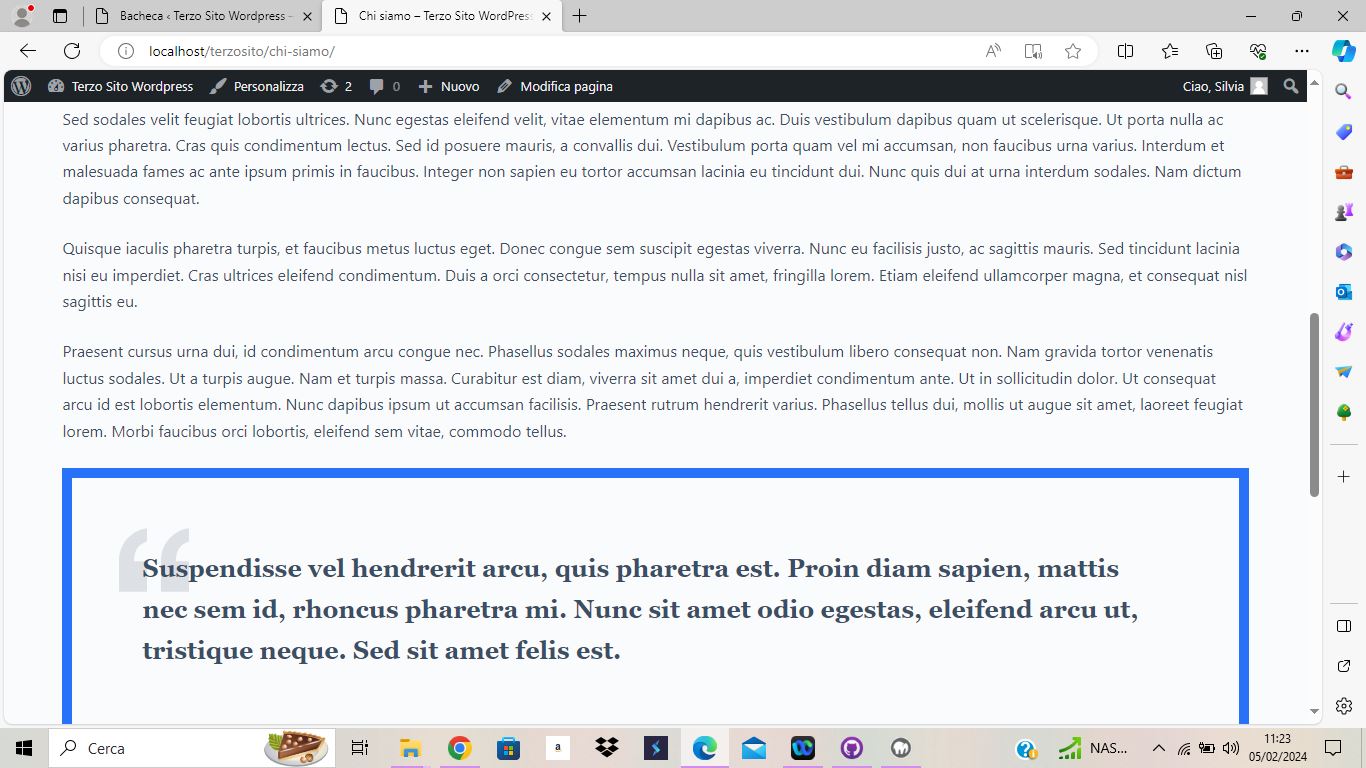 Bacheca ‹ Terzo Sito Wordpress –
Chi siamo – Terzo Sito WordPress
localhost/terzosito/chi-siamo/
Terzo Sito Wordpress Personalizza 2 0 Nuovo Modifica pagina Ciao, Silvia
Sed sodales velit feugiat lobortis ultrices. Nunc egestas eleifend velit, vitae elementum mi dapibus ac. Duis vestibulum dapibus quam ut scelerisque. Ut porta nulla ac
varius pharetra. Cras quis condimentum lectus. Sed id posuere mauris, a convallis dui. Vestibulum porta quam vel mi accumsan, non faucibus urna varius. Interdum et
malesuada fames ac ante ipsum primis in faucibus. Integer non sapien eu tortor accumsan lacinia eu tincidunt dui. Nunc quis dui at urna interdum sodales. Nam dictum
dapibus consequat.
Quisque iaculis pharetra turpis, et faucibus metus luctus eget. Donec congue sem suscipit egestas viverra. Nunc eu facilisis justo, ac sagittis mauris. Sed tincidunt lacinia
nisi eu imperdiet. Cras ultrices eleifend condimentum. Duis a orci consectetur, tempus nulla sit amet, fringilla lorem. Etiam eleifend ullamcorper magna, et consequat nisl
sagittis eu.
Praesent cursus urna dui, id condimentum arcu congue nec. Phasellus sodales maximus neque, quis vestibulum libero consequat non. Nam gravida tortor venenatis
luctus sodales. Ut a turpis augue. Nam et turpis massa. Curabitur est diam, viverra sit amet dui a, imperdiet condimentum ante. Ut in sollicitudin dolor. Ut consequat
arcu id est lobortis elementum. Nunc dapibus ipsum ut accumsan facilisis. Praesent rutrum hendrerit varius. Phasellus tellus dui, mollis ut augue sit amet, laoreet feugiat
lorem. Morbi faucibus orci lobortis, eleifend sem vitae, commodo tellus.
“
Suspendisse vel hendrerit arcu, quis pharetra est. Proin diam sapien, mattis
nec sem id, rhoncus pharetra mi. Nunc sit amet odio egestas, eleifend arcu ut,
tristique neque. Sed sit amet felis est.
Cerca
NAS...
11:23
05/02/2024